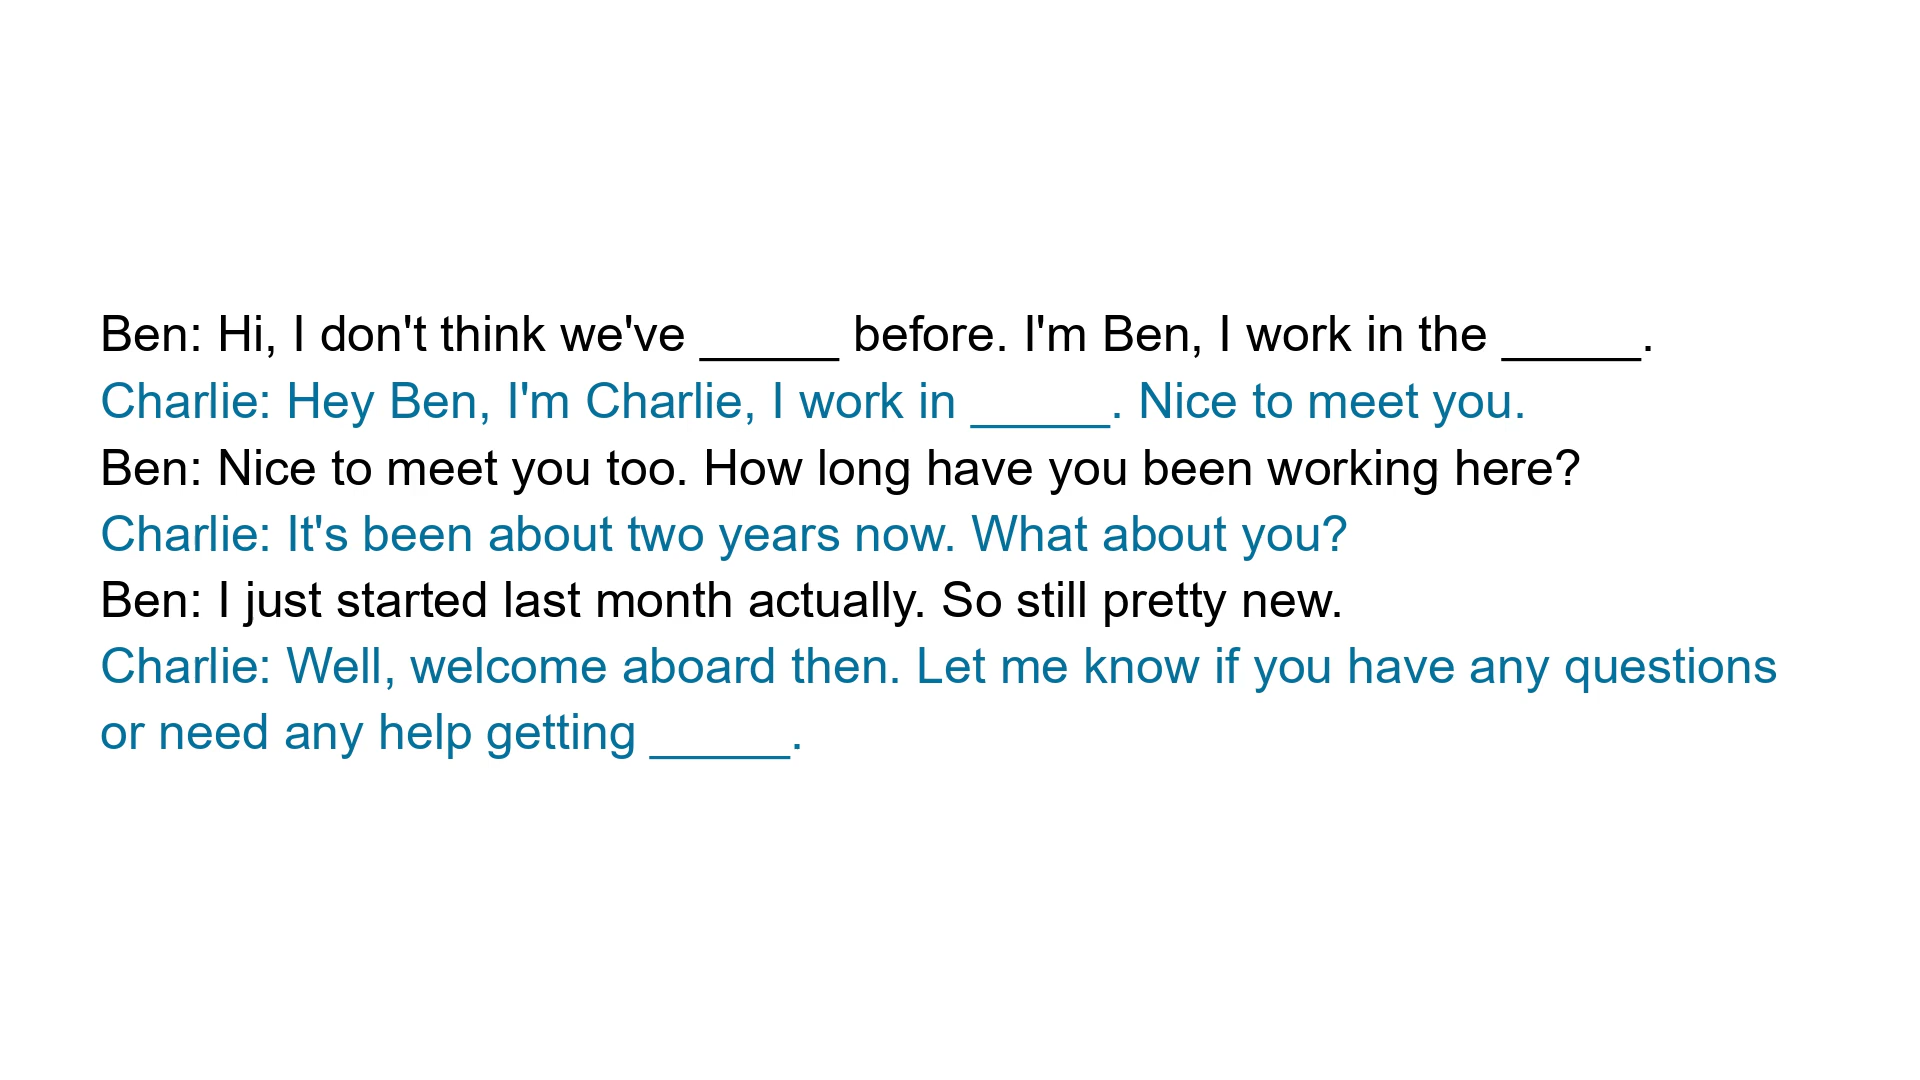 Ben: Hi, I don't think we've _____ before. I'm Ben, I work in the _____.
Charlie: Hey Ben, I'm Charlie, I work in _____. Nice to meet you.
Ben: Nice to meet you too. How long have you been working here?
Charlie: It's been about two years now. What about you?
Ben: I just started last month actually. So still pretty new.
Charlie: Well, welcome aboard then. Let me know if you have any questions
or need any help getting _____.